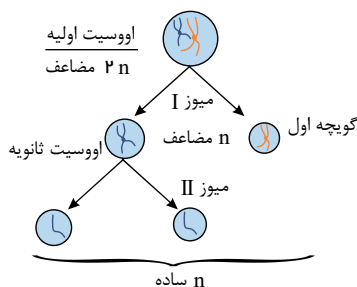 اووسیت اولیه
۲n مضاعف
میوز I
گویچه اول
n مضاعف
اووسیت ثانویه
میوز II
n ساده